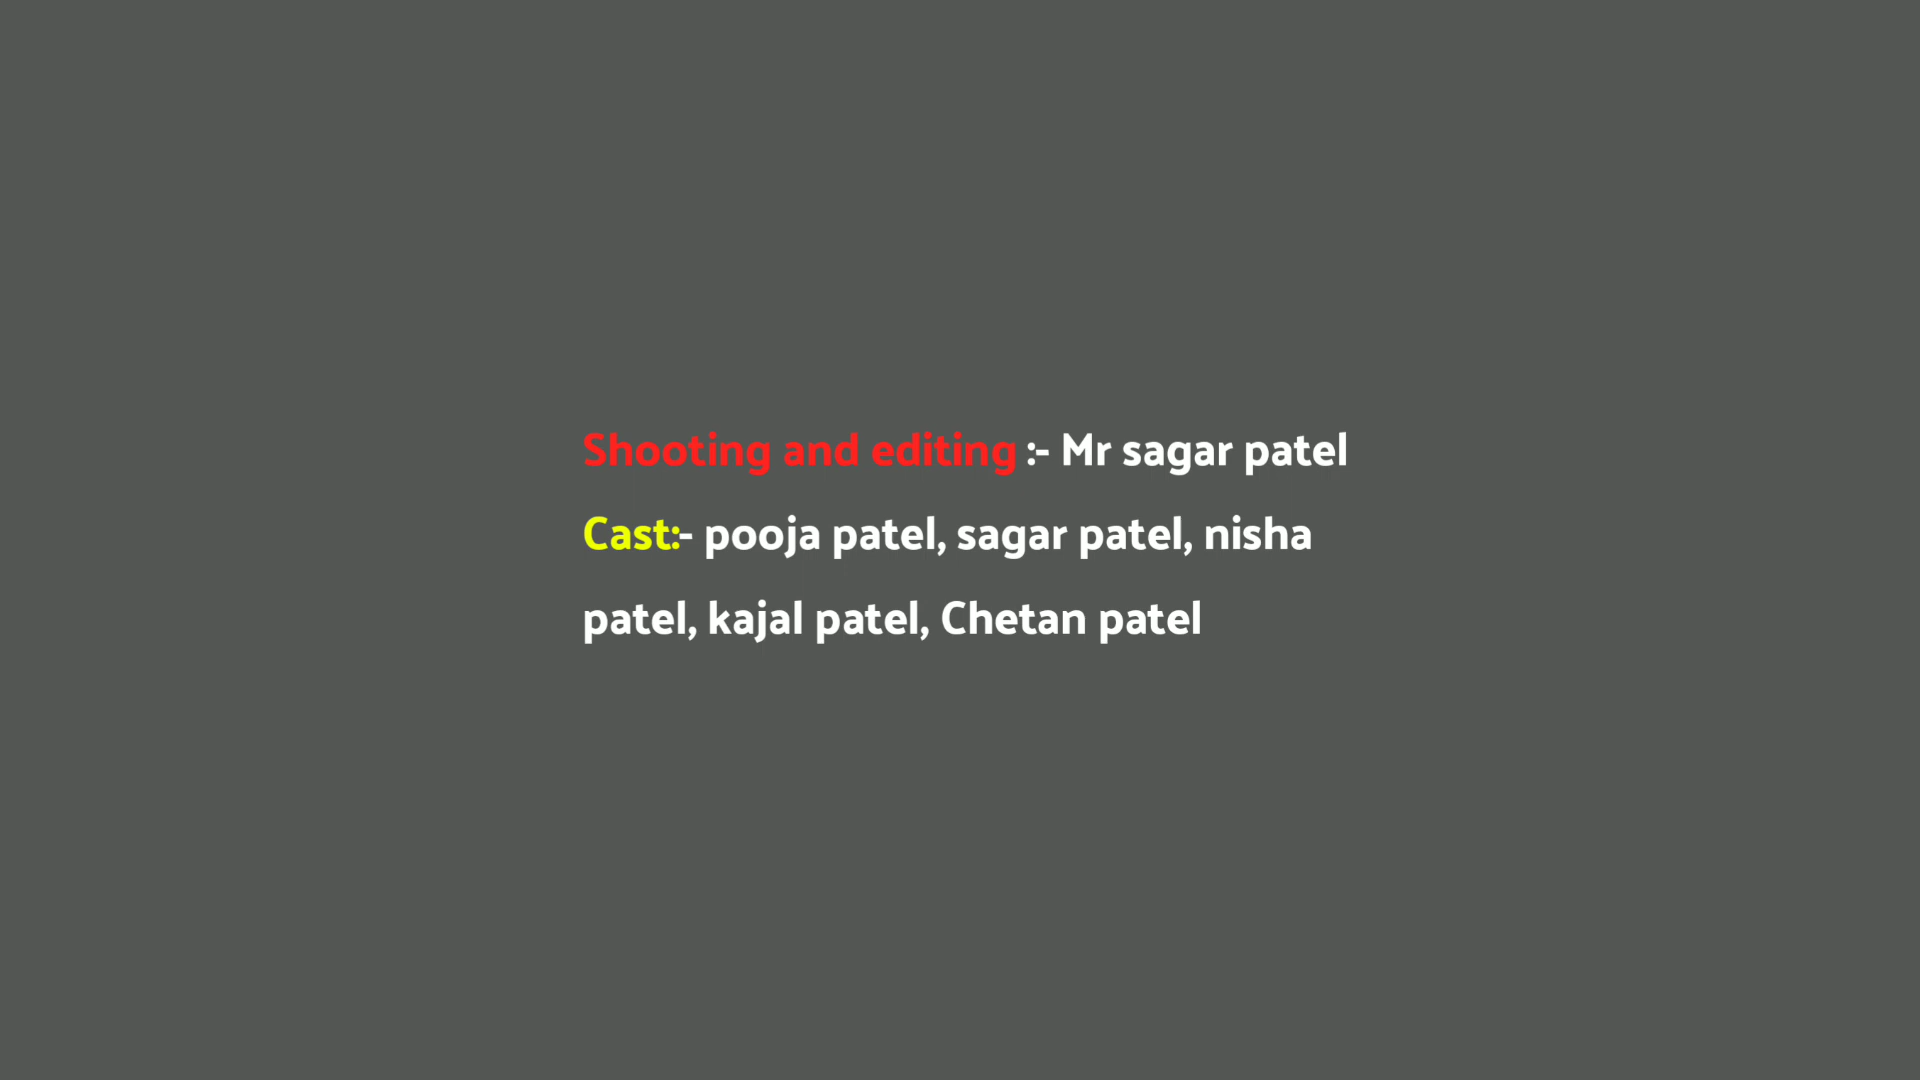 Shooting and editing :- Mr sagar patel
Cast:- pooja patel, sagar patel, nisha
patel, kajal patel, Chetan patel